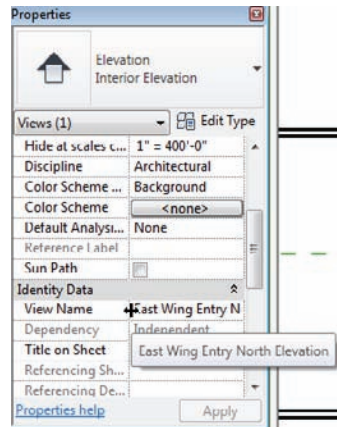 Properties
Elevation
Interior Elevation
Views (1)
Edit Type
Hide at scales c... 1" = 400'-0"
Discipline Architectural
Color Scheme ... Background
Color Scheme <none>
Default Analysi... None
Reference Label
Sun Path
Identity Data
View Name East Wing Entry N
Dependency Independent
Title on Sheet
East Wing Entry North Elevation
Referencing Sh...
Referencing De...
Properties help Apply